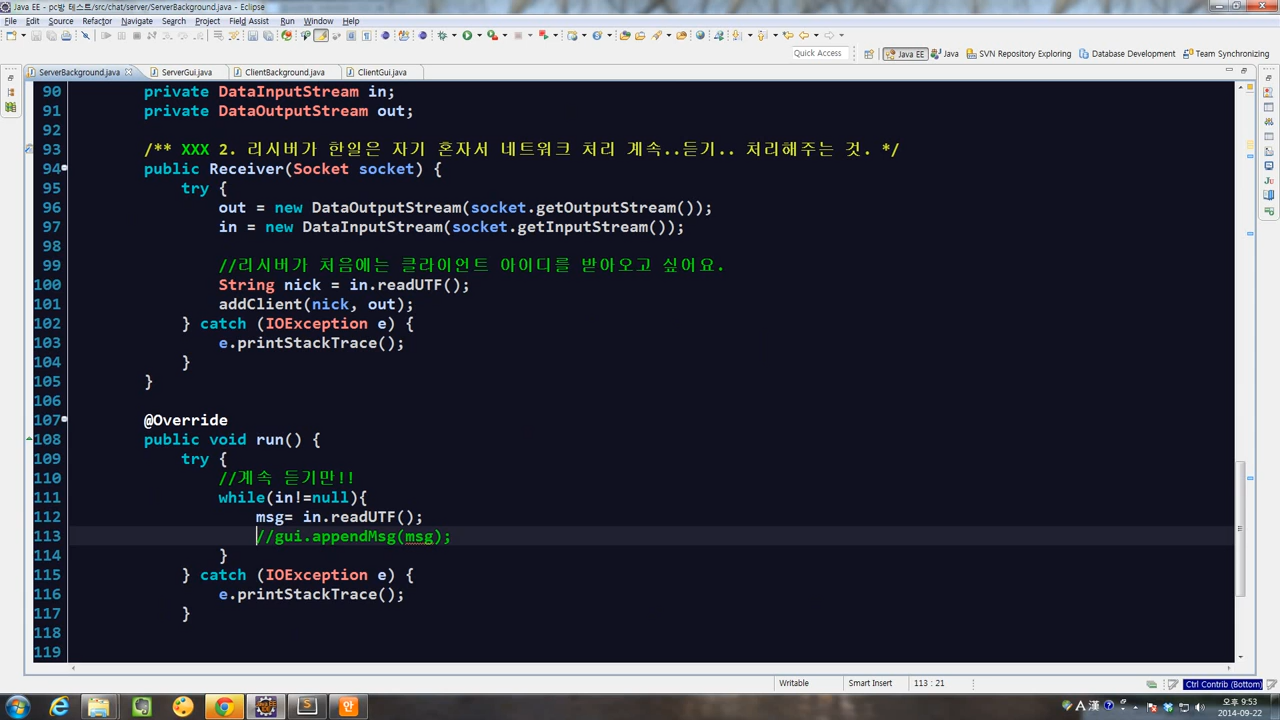 Java EE - pc방 테스트/src/chat/server/ServerBackground.java - Eclipse
File Edit Source Refactor Navigate Search Project Field Assist Run Window Help
Quick Access Java EE Java SVN Repository Exploring Database Development Team Synchronizing
ServerBackground.java ServerGui.java ClientBackground.java ClientGui.java
90 private DataInputStream in;
91 private DataOutputStream out;
92
93 /** XXX 2. 리시버가 한일은 자기 혼자서 네트워크 처리 계속..듣기.. 처리해주는 것. */
94 public Receiver(Socket socket) {
95 try {
96 out = new DataOutputStream(socket.getOutputStream());
97 in = new DataInputStream(socket.getInputStream());
98
99 //리시버가 처음에는 클라이언트 아이디를 받아오고 싶어요.
100 String nick = in.readUTF();
101 addClient(nick, out);
102 } catch (IOException e) {
103 e.printStackTrace();
104 }
105 }
106
107 @Override
108 public void run() {
109 try {
110 //계속 듣기만!!
111 while(in!=null){
112 msg= in.readUTF();
113 //gui.appendMsg(msg);
114 }
115 } catch (IOException e) {
116 e.printStackTrace();
117 }
118
119
Writable Smart Insert 113 : 21 Ctrl Contrib (Bottom)
A 漢 오후 9:53
2014-09-22